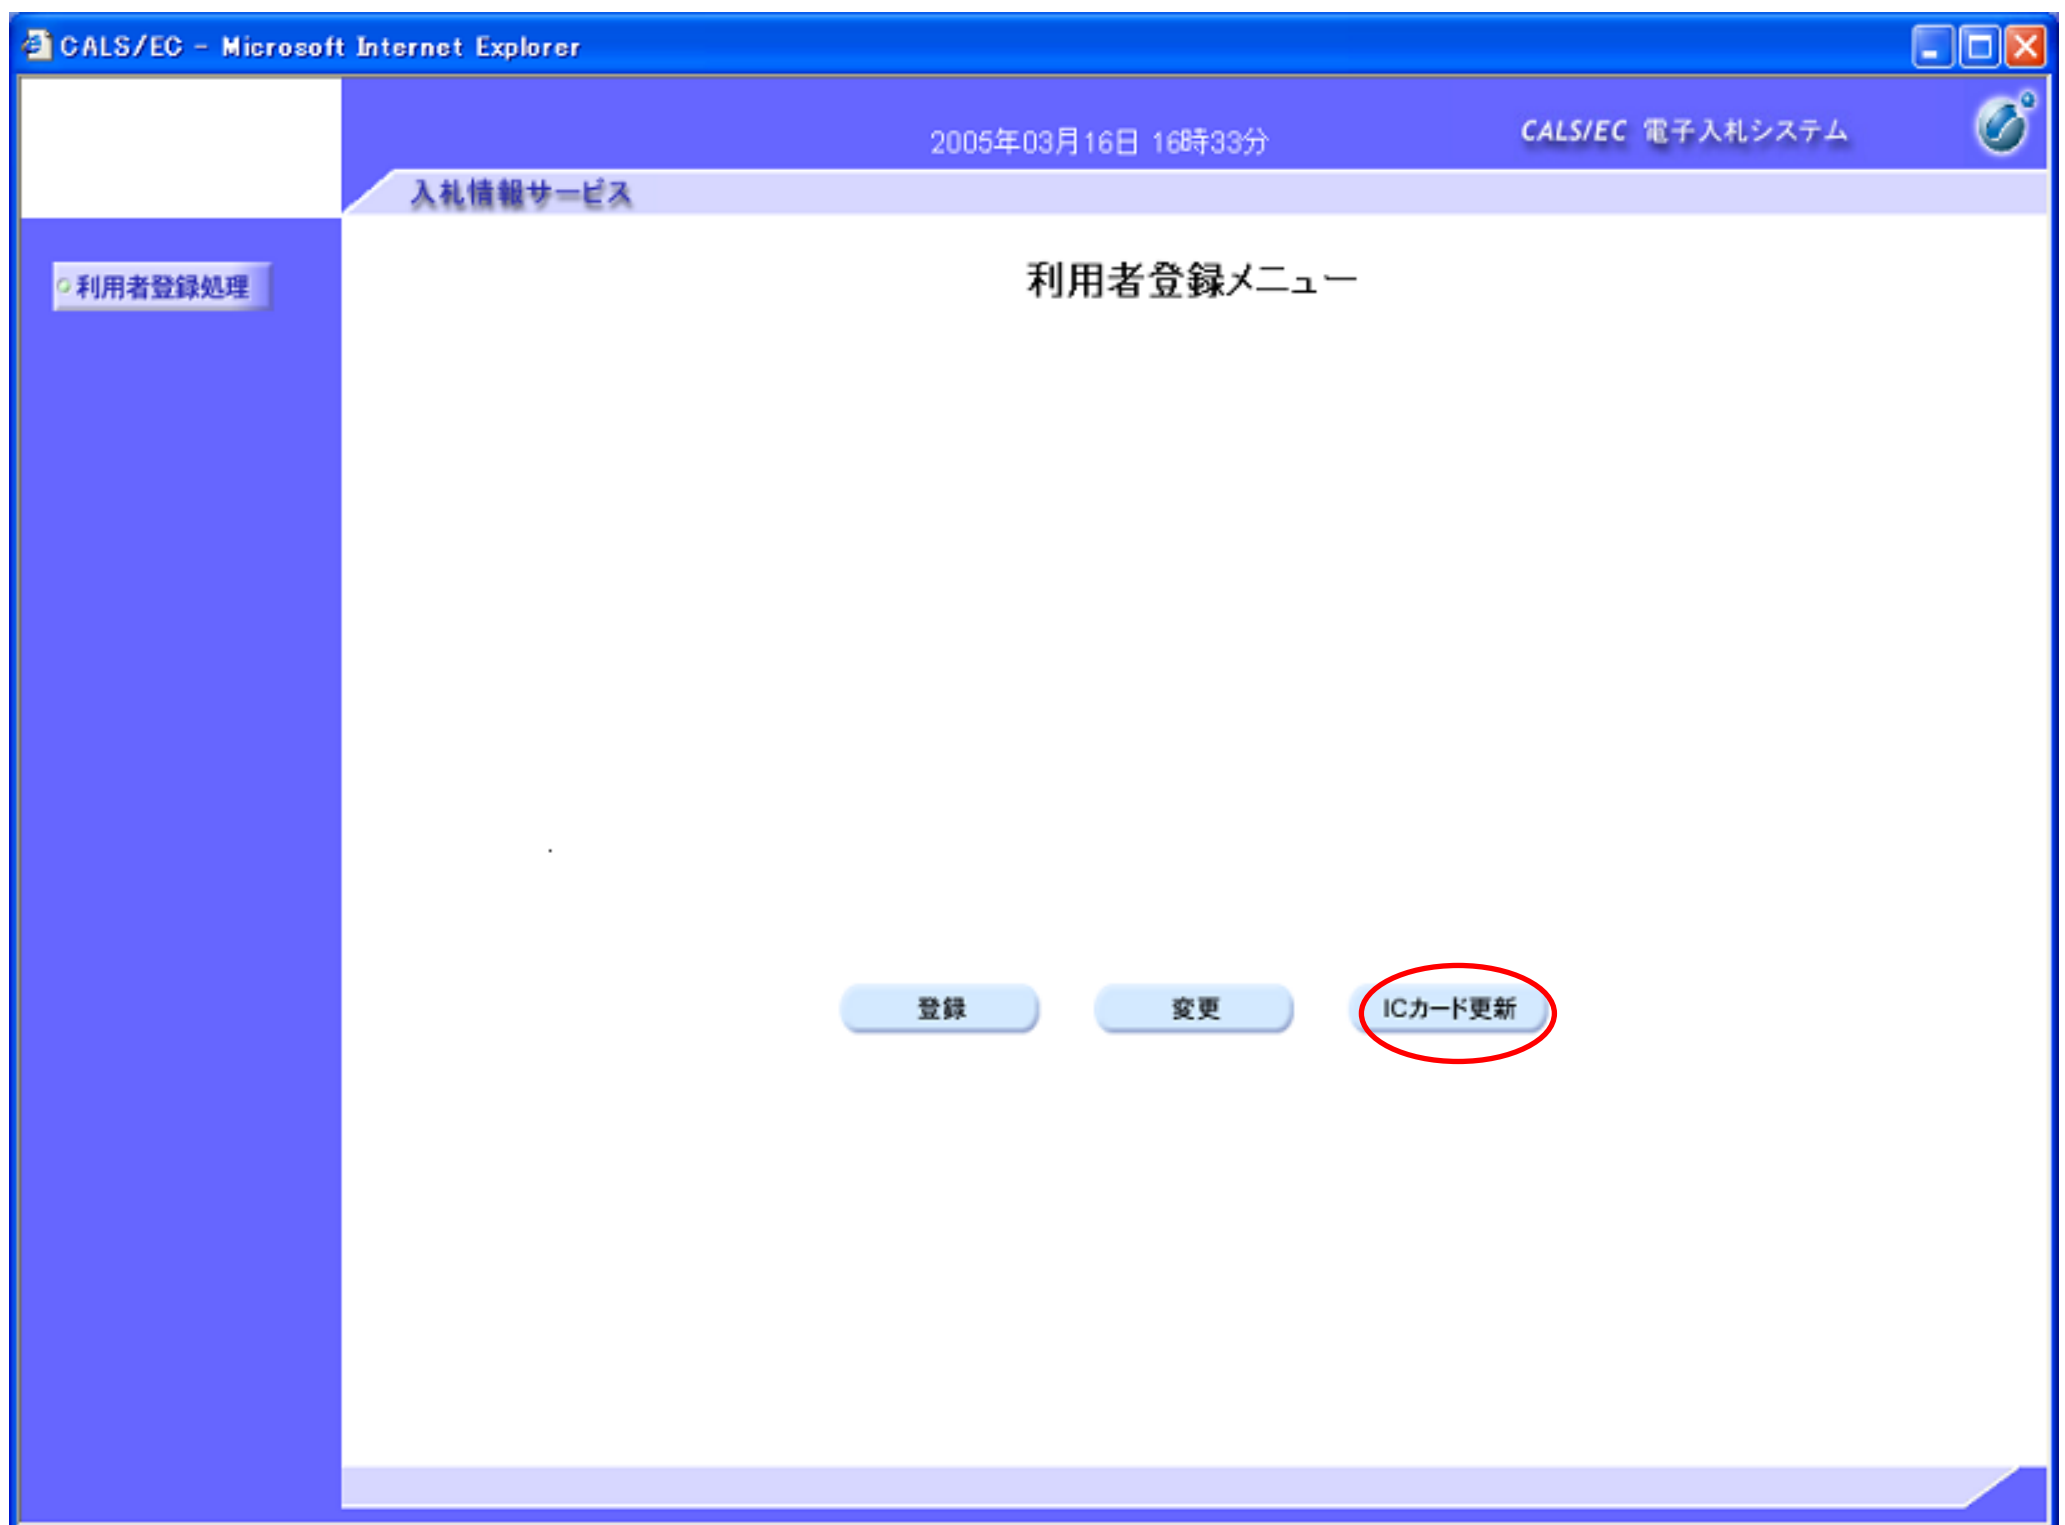 CALS/EC - Microsoft Internet Explorer
2005年03月16日 16時33分
CALS/EC 電子入札システム
入札情報サービス
利用者登録処理
利用者登録メニュー
登録
変更
ICカード更新